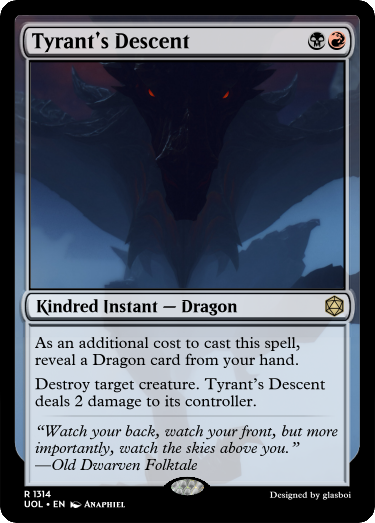 Tyrant's Descent
Kindred Instant — Dragon
As an additional cost to cast this spell,
reveal a Dragon card from your hand.
Destroy target creature. Tyrant's Descent
deals 2 damage to its controller.
“Watch your back, watch your front, but more
importantly, watch the skies above you.”
—Old Dwarven Folktale
R 1314
UOL • EN ANAPHIEL
Designed by glasboi